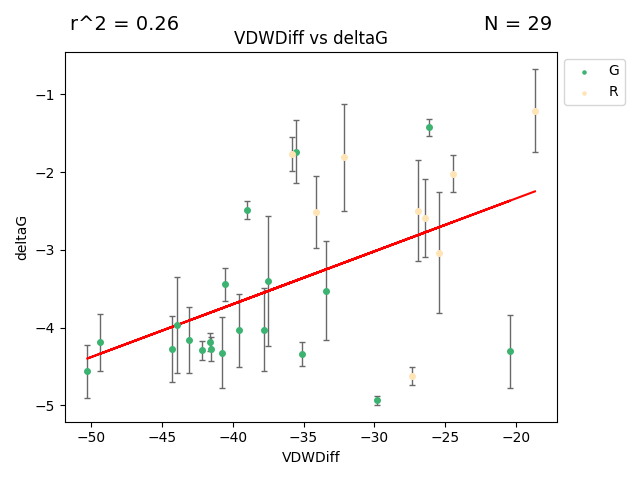 r^2 = 0.26
N = 29
VDWDiff vs deltaG
G
R
−1
−2
−3
−4
−5
deltaG
−50
−45
−40
−35
−30
−25
−20
VDWDiff